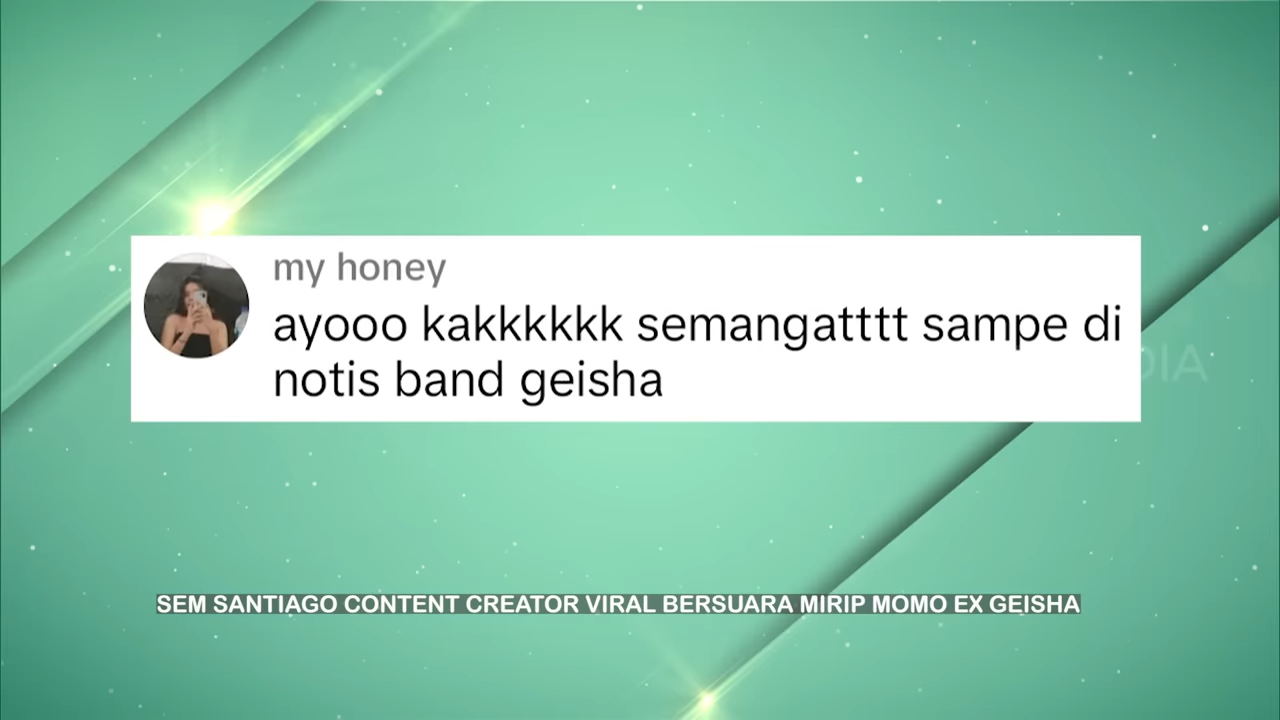 my honey
ayooo kakkkkkk semangatttt sampe di
notis band geisha
DIA
SEM SANTIAGO CONTENT CREATOR VIRAL BERSUARA MIRIP MOMO EX GEISHA